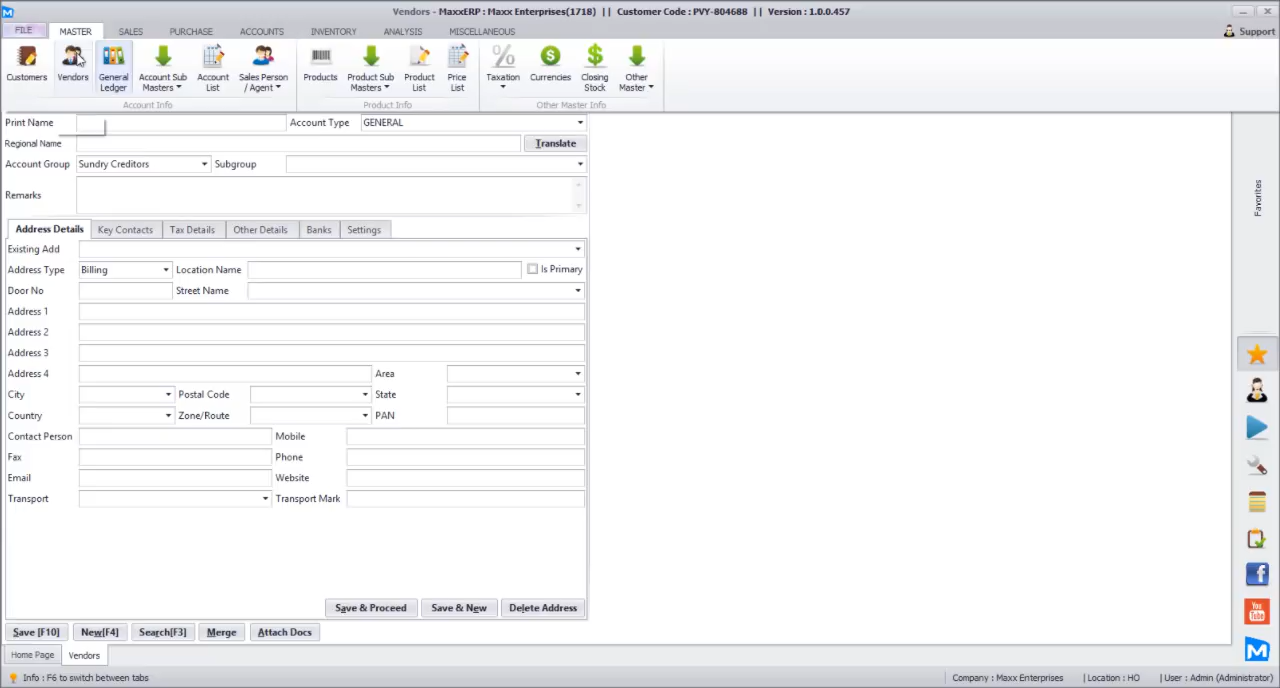 Vendors - MaxxERP : Maxx Enterprises(1718) || Customer Code : PVY-804688 || Version : 1.0.0.457
FILE MASTER SALES PURCHASE ACCOUNTS INVENTORY ANALYSIS MISCELLANEOUS Support
Customers Vendors General Ledger Account Sub Masters Account List Sales Person / Agent Products Product Sub Masters Product List Price List Taxation Currencies Closing Stock Other Master
Account Info Product Info Other Master Info
Print Name Account Type GENERAL
Regional Name Translate
Account Group Sundry Creditors Subgroup
Remarks
Favorites
Address Details Key Contacts Tax Details Other Details Banks Settings
Existing Add
Address Type Billing Location Name Is Primary
Door No Street Name
Address 1
Address 2
Address 3
Address 4 Area
City Postal Code State
Country Zone/Route PAN
Contact Person Mobile
Fax Phone
Email Website
Transport Transport Mark
Save & Proceed Save & New Delete Address
Save [F10] New[F4] Search[F3] Merge Attach Docs
You Tube
Home Page Vendors
Info : F6 to switch between tabs Company : Maxx Enterprises | Location : HO | User : Admin (Administrator)